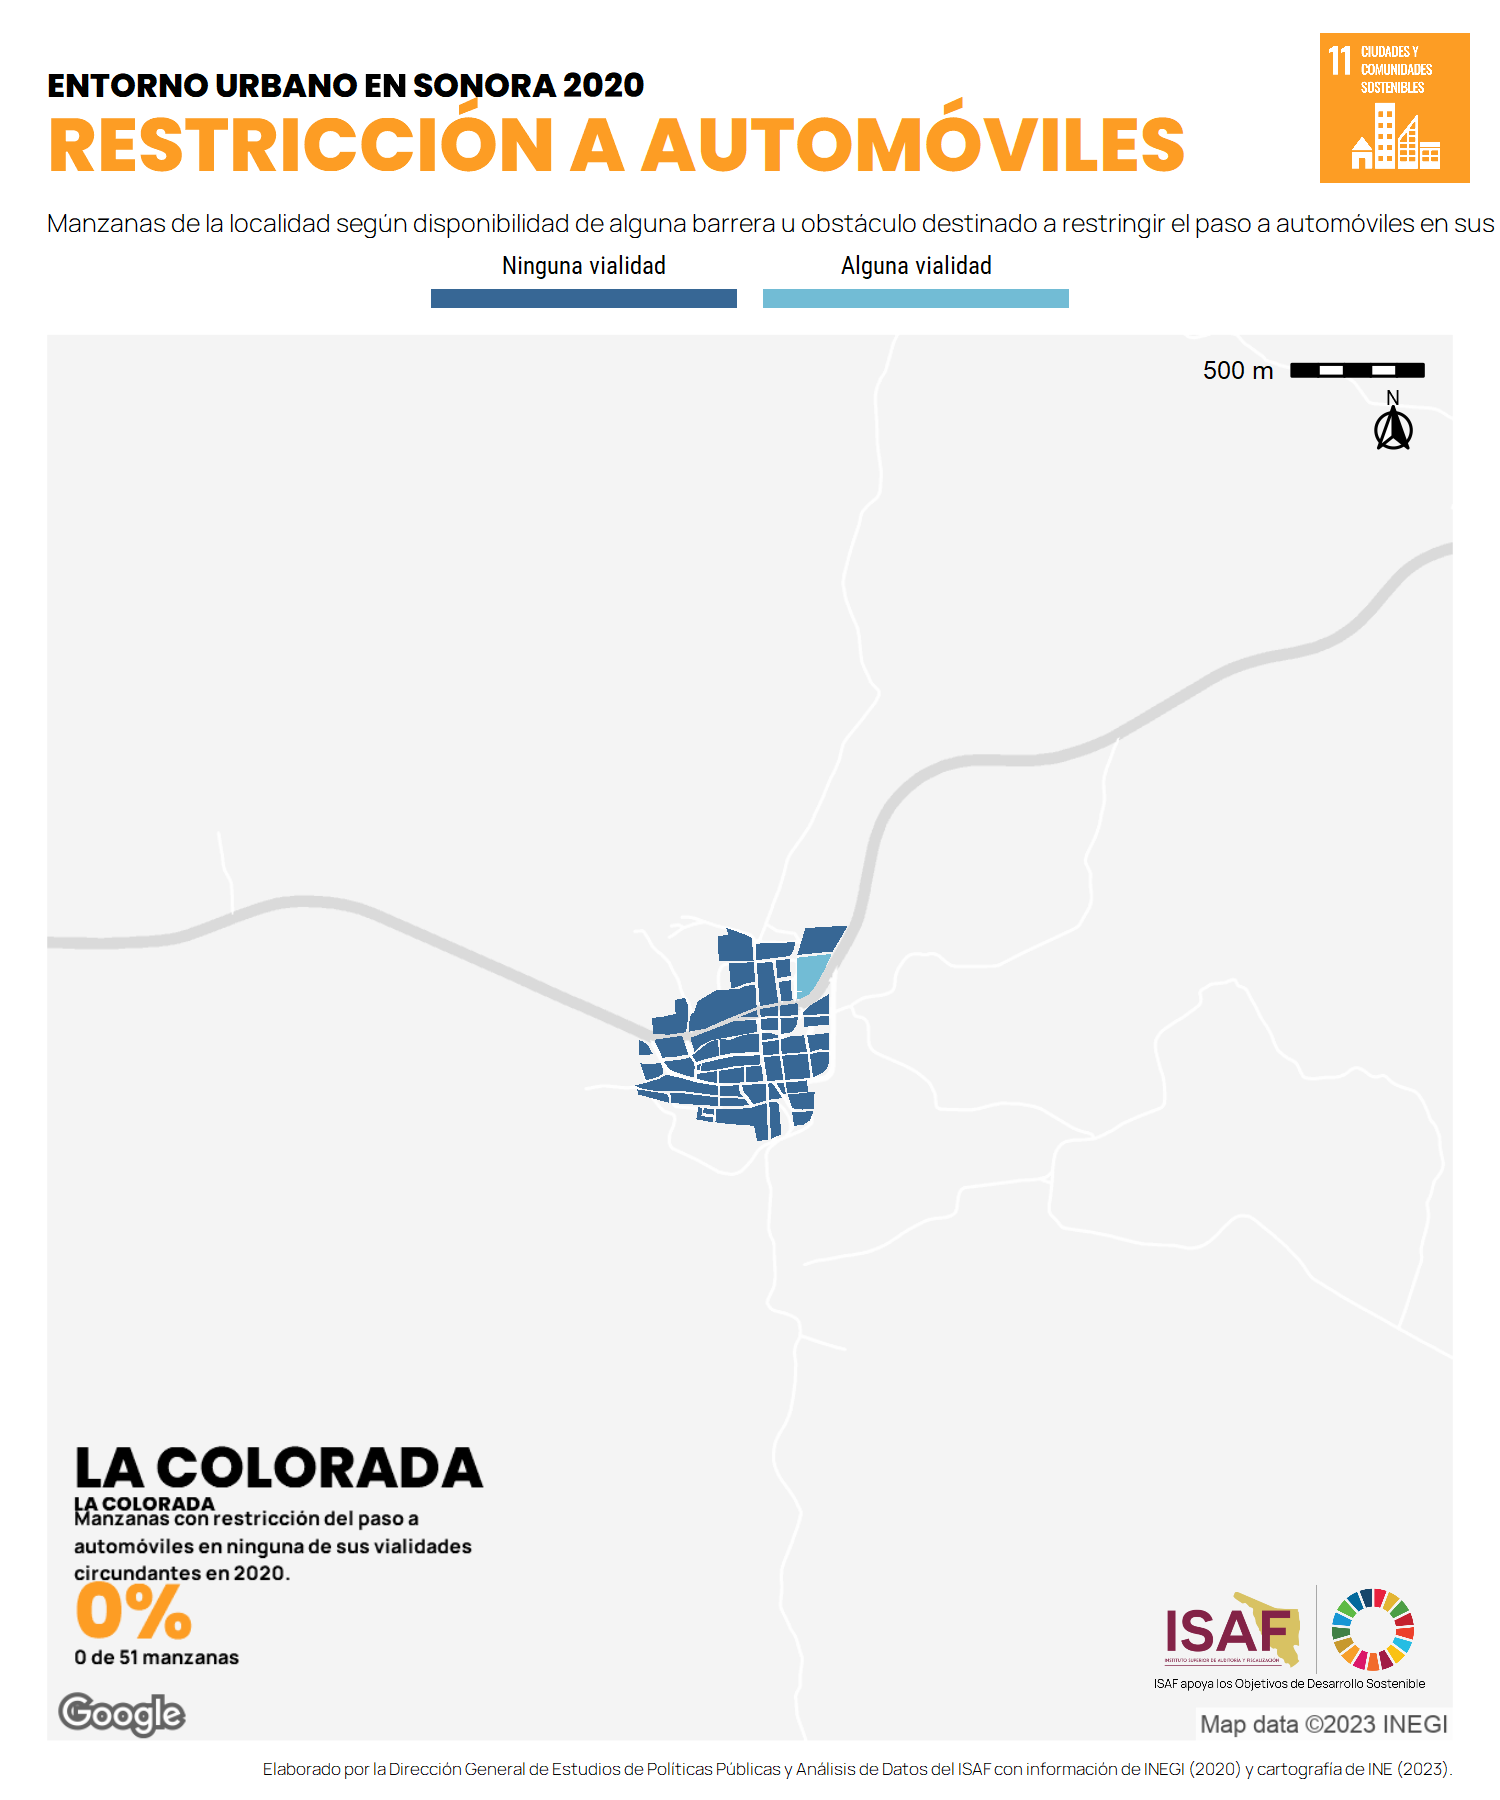 ENTORNO URBANO EN SONORA 2020
RESTRICCIÓN A AUTOMÓVILES
11 CIUDADES Y
COMUNIDADES
SOSTENIBLES
Manzanas de la localidad según disponibilidad de alguna barrera u obstáculo destinado a restringir el paso a automóviles en sus
Ninguna vialidad
Alguna vialidad
500 m
N
LA COLORADA
LA COLORADA
Manzanas con restricción del paso a
automóviles en ninguna de sus vialidades
circundantes en 2020.
0%
0 de 51 manzanas
ISAF
INSTITUTO SUPERIOR DE AUDITORÍA Y FISCALIZACIÓN
ISAF apoya los Objetivos de Desarrollo Sostenible
Google
Map data ©2023 INEGI
Elaborado por la Dirección General de Estudios de Políticas Públicas y Análisis de Datos del ISAF con información de INEGI (2020) y cartografía de INE (2023).